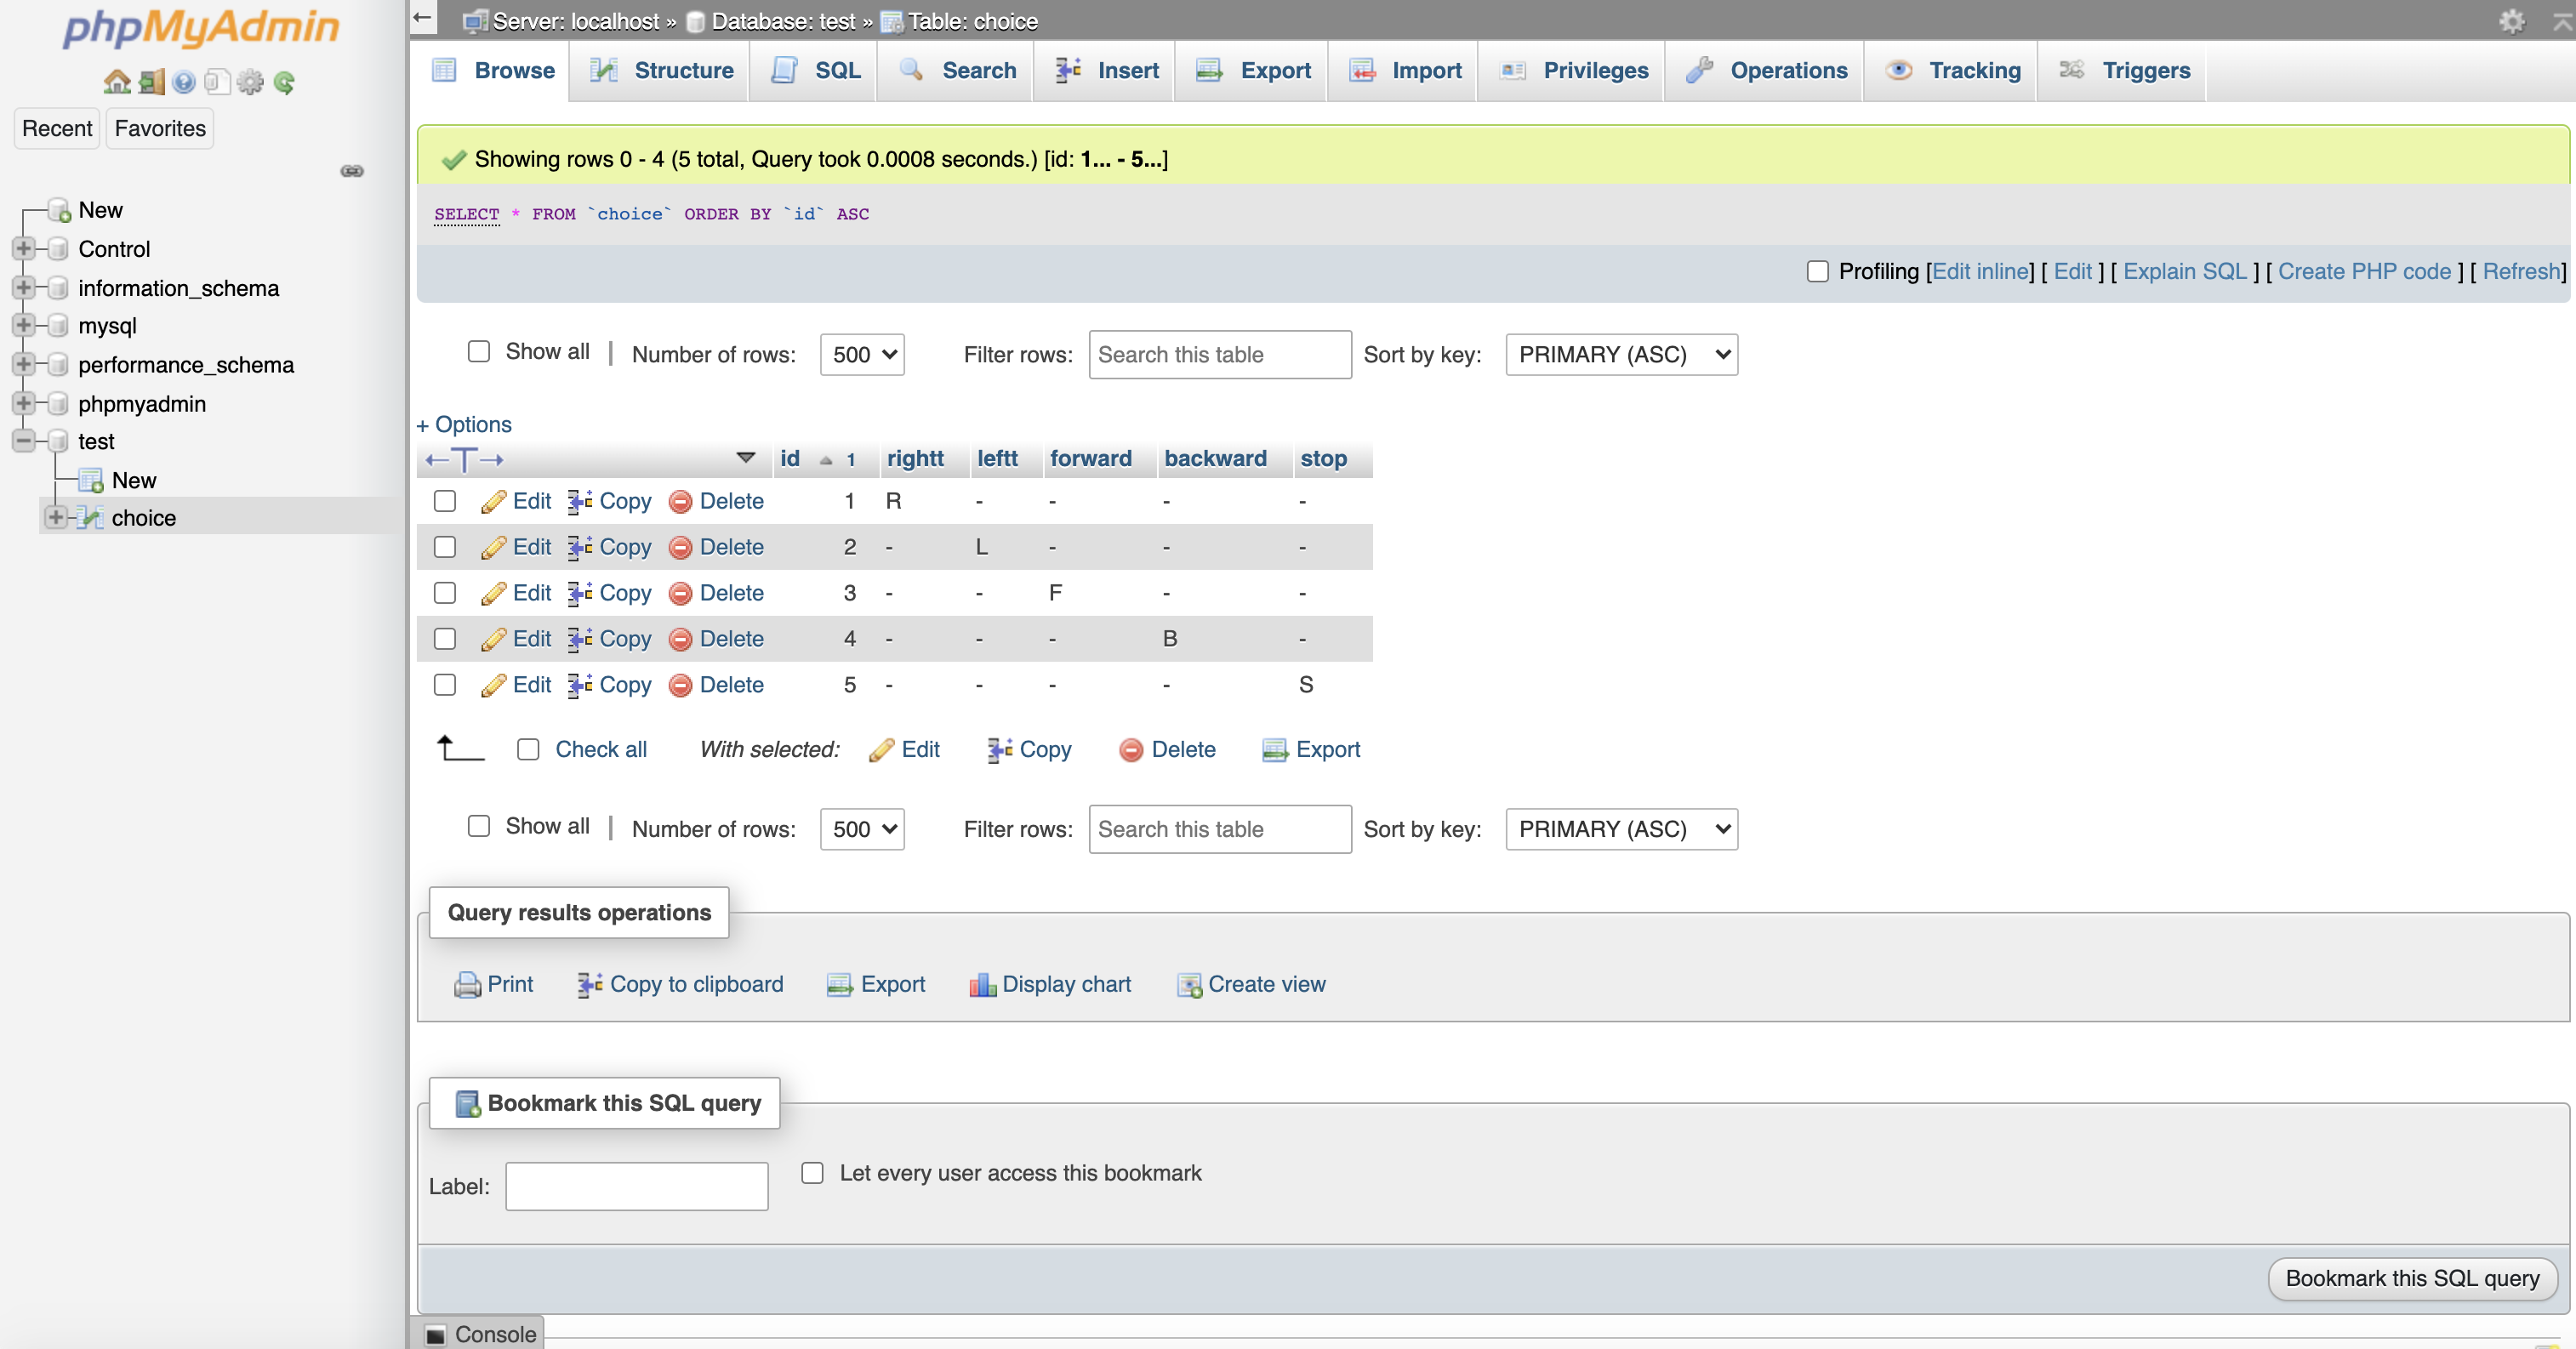 phpMyAdmin
Recent Favorites
New
Control
information_schema
mysql
performance_schema
phpmyadmin
test
New
choice
Server: localhost » Database: test » Table: choice
Browse Structure SQL Search Insert Export Import Privileges Operations Tracking Triggers
Showing rows 0 - 4 (5 total, Query took 0.0008 seconds.) [id: 1... - 5...]
SELECT * FROM `choice` ORDER BY `id` ASC
Profiling [Edit inline] [ Edit ] [ Explain SQL ] [ Create PHP code ] [ Refresh]
Show all | Number of rows: 500 Filter rows: Search this table Sort by key: PRIMARY (ASC)
+ Options
←T→ id 1 rightt leftt forward backward stop
Edit Copy Delete 1 R - - - -
Edit Copy Delete 2 - L - - -
Edit Copy Delete 3 - - F - -
Edit Copy Delete 4 - - - B -
Edit Copy Delete 5 - - - - S
Check all With selected: Edit Copy Delete Export
Show all | Number of rows: 500 Filter rows: Search this table Sort by key: PRIMARY (ASC)
Query results operations
Print Copy to clipboard Export Display chart Create view
Bookmark this SQL query
Label: Let every user access this bookmark
Bookmark this SQL query
Console